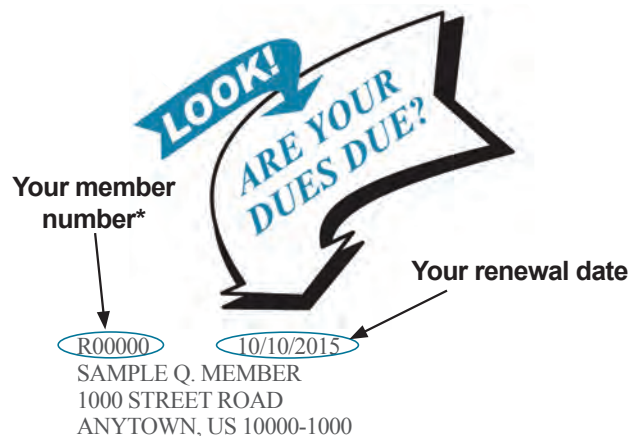 LOOK!
ARE YOUR
DUES DUE?
Your member
number*
Your renewal date
R00000 10/10/2015
SAMPLE Q. MEMBER
1000 STREET ROAD
ANYTOWN, US 10000-1000